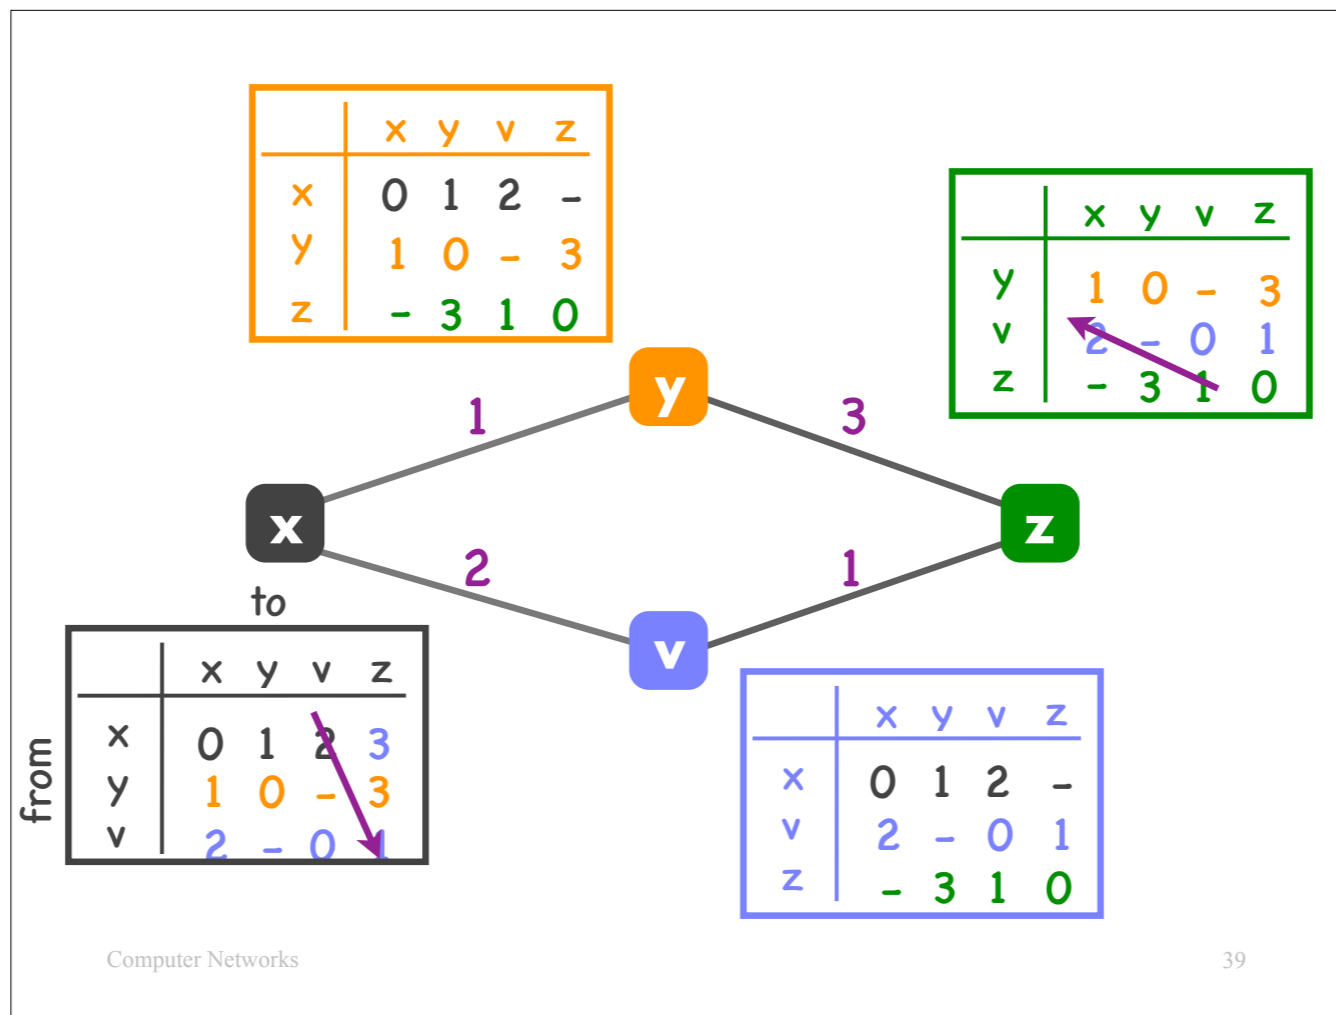 x y v z
x 0 1 2 -
y 1 0 - 3
z - 3 1 0
x y v z
y 1 0 - 3
v 2 - 0 1
z - 3 1 0
y
1
3
x
z
2
1
v
to
from
x y v z
x 0 1 2 3
y 1 0 - 3
v 2 - 0 1
x y v z
x 0 1 2 -
v 2 - 0 1
z - 3 1 0
Computer Networks
39